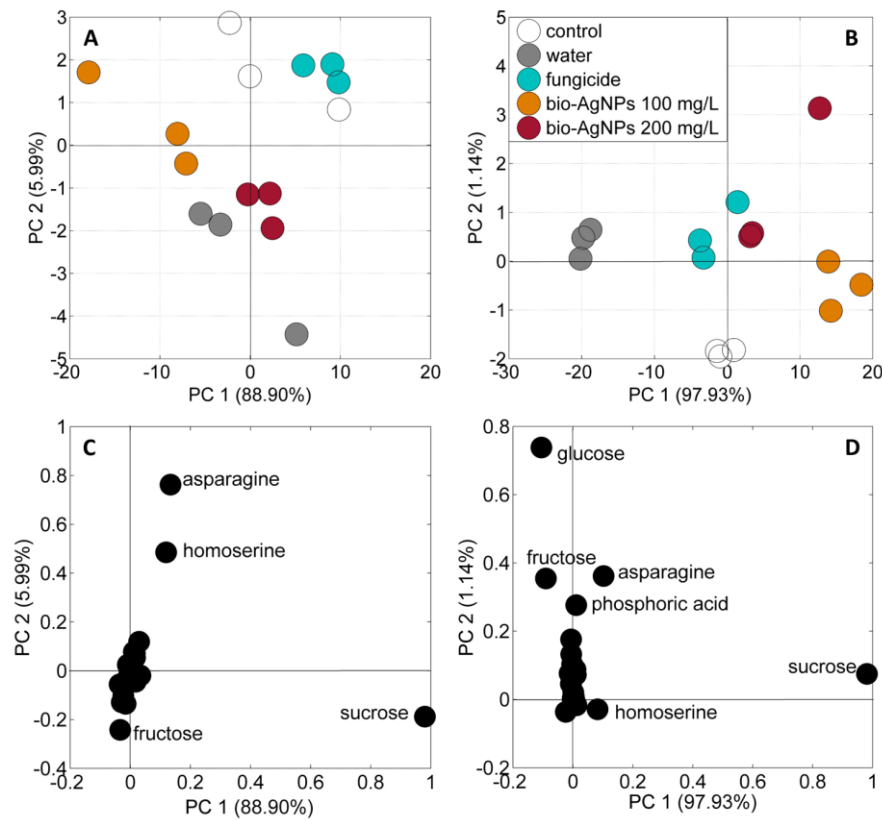 A
3
2
1
0
-1
-2
-3
-4
-5
-20
-10
0
10
20
PC 2 (5.99%)
PC 1 (88.90%)
B
control
water
fungicide
bio-AgNPs 100 mg/L
bio-AgNPs 200 mg/L
5
4
3
2
1
0
-1
-2
-30
-20
-10
0
10
20
PC 2 (1.14%)
PC 1 (97.93%)
C
1
0.8
0.6
0.4
0.2
0
-0.2
-0.4
-0.2
0
0.2
0.4
0.6
0.8
1
asparagine
homoserine
sucrose
fructose
PC 2 (5.99%)
PC 1 (88.90%)
D
0.8
0.6
0.4
0.2
0
-0.2
-0.2
0
0.2
0.4
0.6
0.8
1
glucose
fructose
asparagine
phosphoric acid
sucrose
homoserine
PC 2 (1.14%)
PC 1 (97.93%)